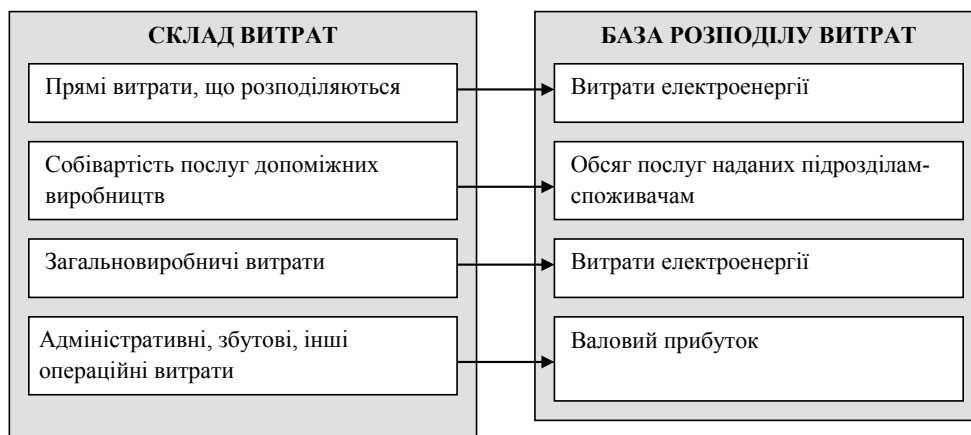 СКЛАД ВИТРАТ
Прямі витрати, що розподіляються
Собівартість послуг допоміжних
виробництв
Загальновиробничі витрати
Адміністративні, збутові, інші
операційні витрати
БАЗА РОЗПОДІЛУ ВИТРАТ
Витрати електроенергії
Обсяг послуг наданих підрозділам-
споживачам
Витрати електроенергії
Валовий прибуток